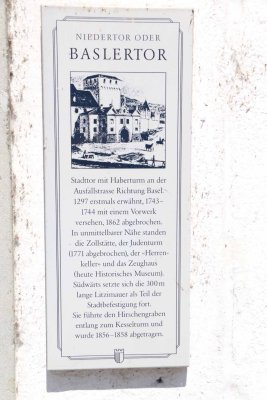 NIEDERTOR ODER
BASLERTOR
Stadttor mit Haberturm an der
Ausfallstrasse Richtung Basel.
1297 erstmals erwähnt, 1743–
1744 mit einem Vorwerk
versehen, 1862 abgebrochen.
In unmittelbarer Nähe standen
die Zollstätte, der Judenturm
(1771 abgebrochen), der «Herren-
keller» und das Zeughaus
(heute Historisches Museum).
Südwärts setzte sich die 300 m
lange Litzimauer als Teil der
Stadtbefestigung fort.
Sie führte den Hirschengraben
entlang zum Kesselturm und
wurde 1856–1858 abgetragen.